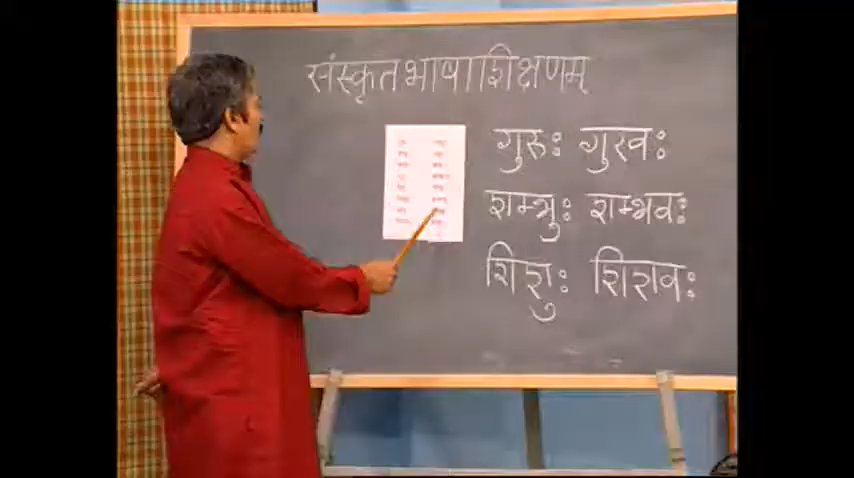 संस्कृतभाषाशिक्षणम्
गुरुः गुरवः
शम्भुः शम्भवः
शिशुः शिशवः